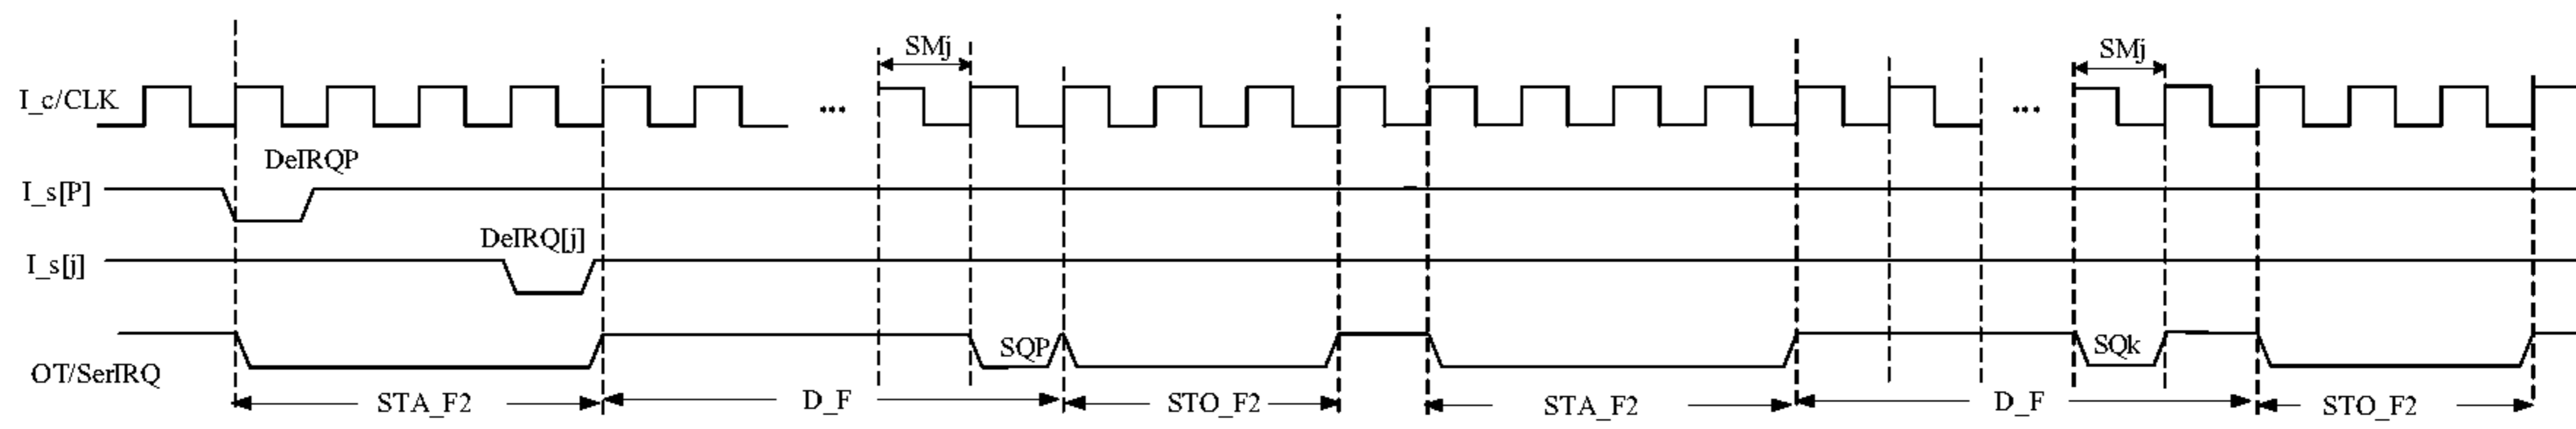 SMj
SMj
I_c/CLK
...
...
DeIRQP
I_s[P]
DeIRQ[j]
I_s[j]
SQP
SQk
OT/SerIRQ
STA_F2
D_F
STO_F2
STA_F2
D_F
STO_F2